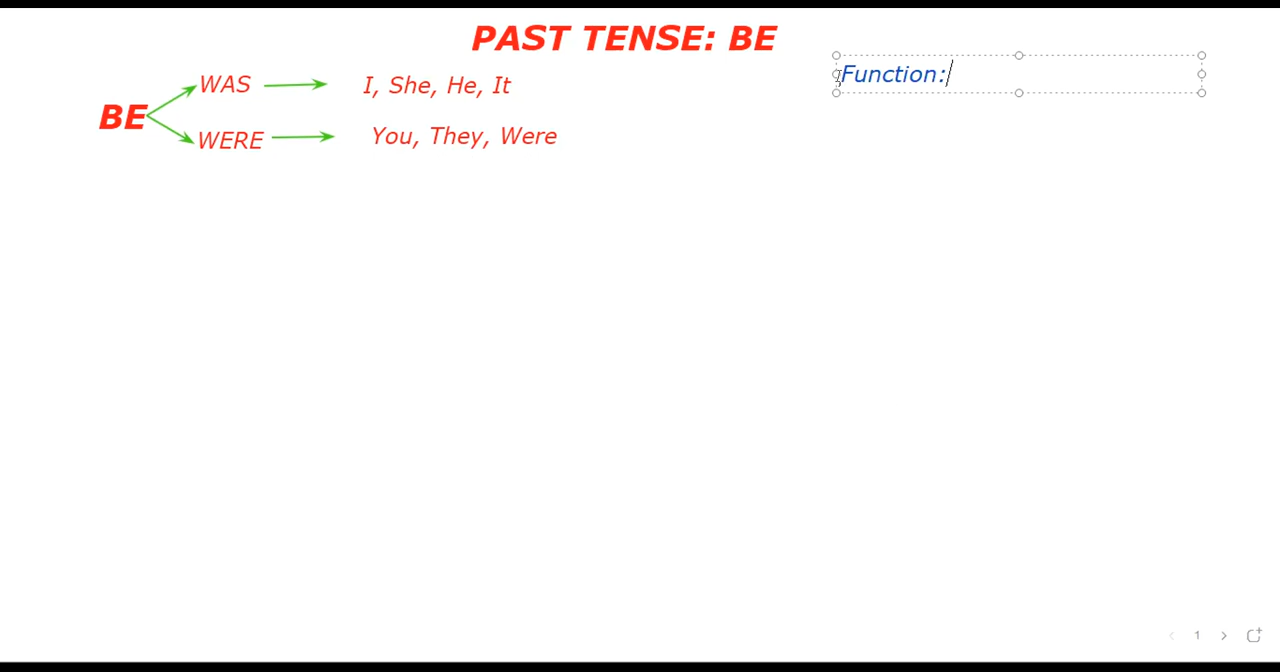 PAST TENSE: BE
Function:
WAS I, She, He, It
BE
WERE You, They, Were
1